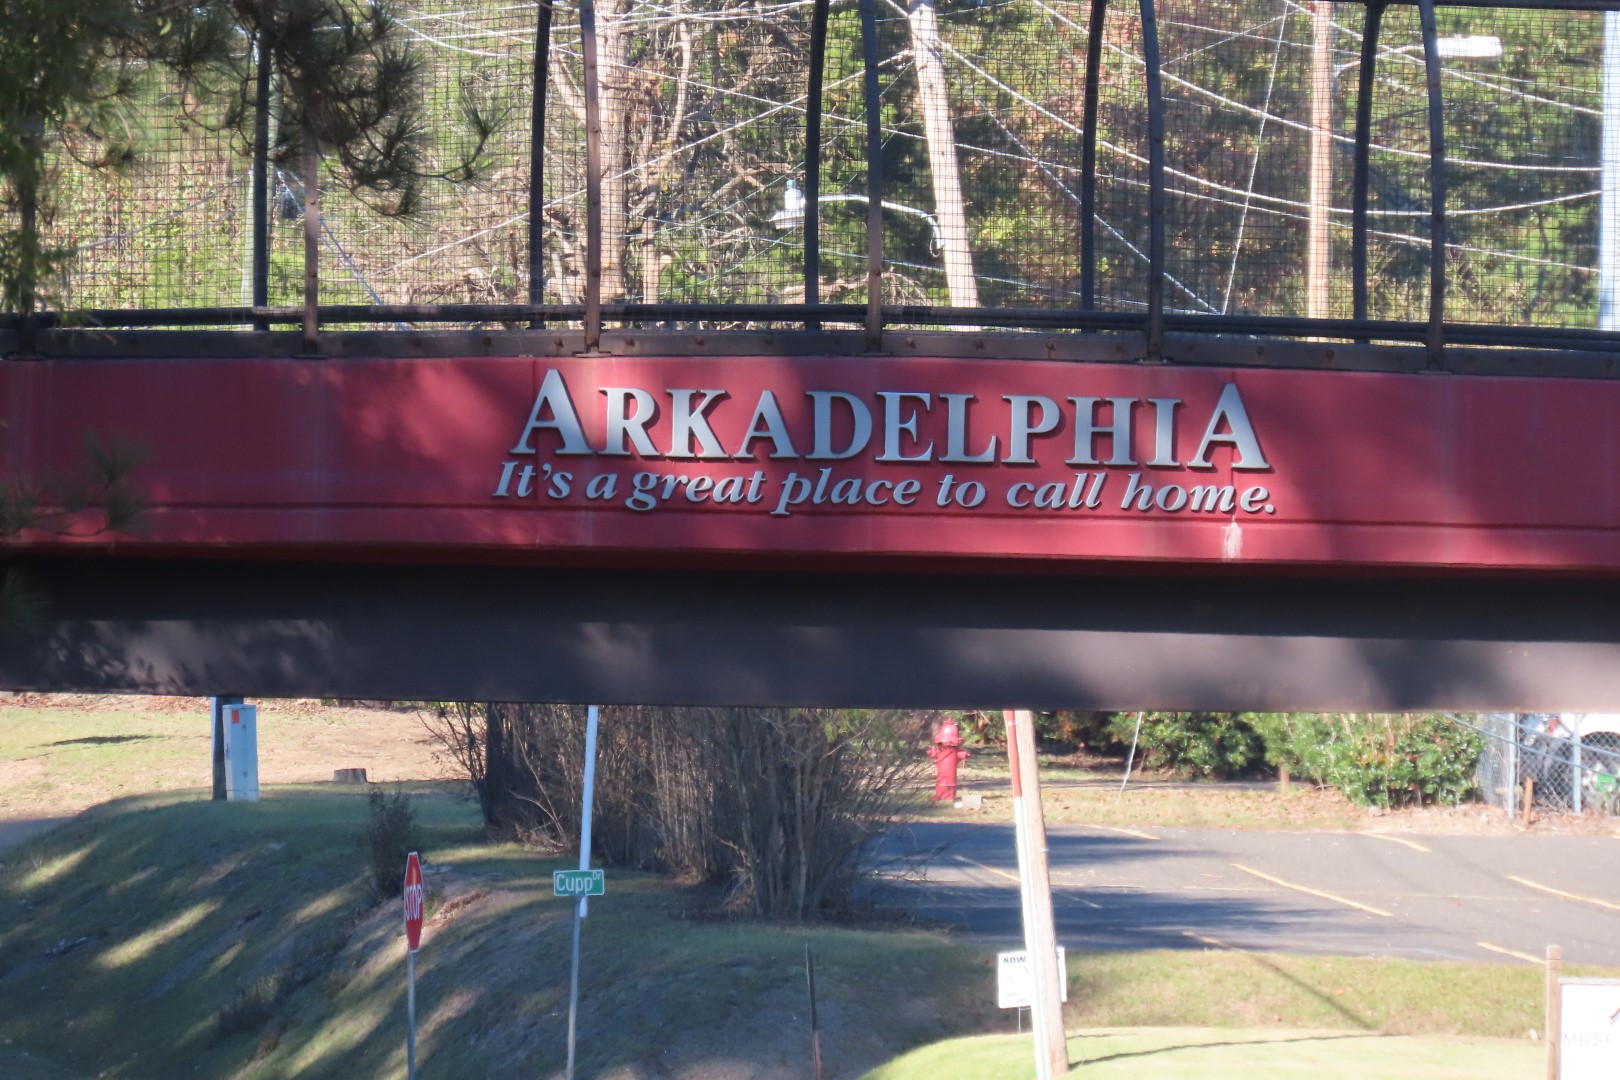 ARKADELPHIA
It's a great place to call home.
STOP
Cupp Dr